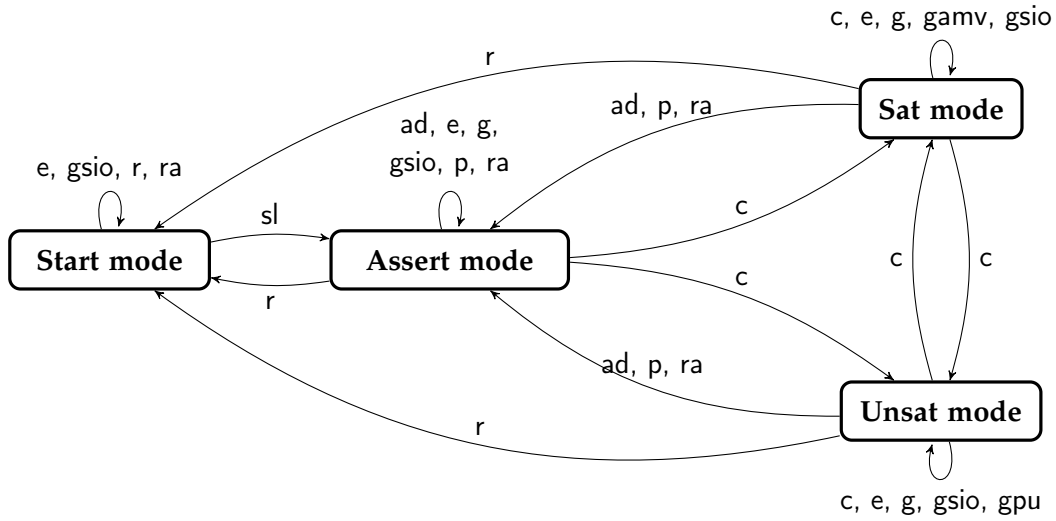 c, e, g, gamv, gsio
r
Sat mode
ad, p, ra
ad, e, g,
gsio, p, ra
e, gsio, r, ra
sl
c
Start mode
Assert mode
r
c
c
c
ad, p, ra
Unsat mode
r
c, e, g, gsio, gpu